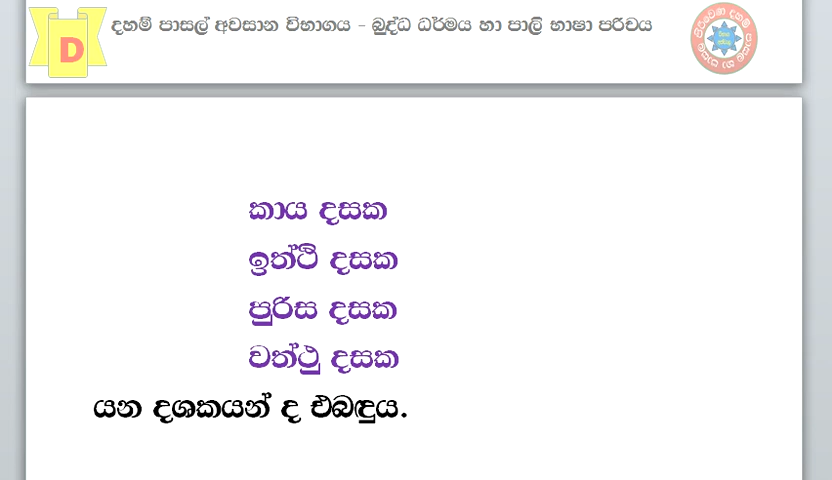 D
දහම් පාසල් අවසාන විභාගය - බුද්ධ ධර්මය හා පාලි භාෂා පරිචය
කාය දසක
ඉත්ථි දසක
පුරිස දසක
වත්ථු දසක
යන දශකයන් ද එබඳුය.